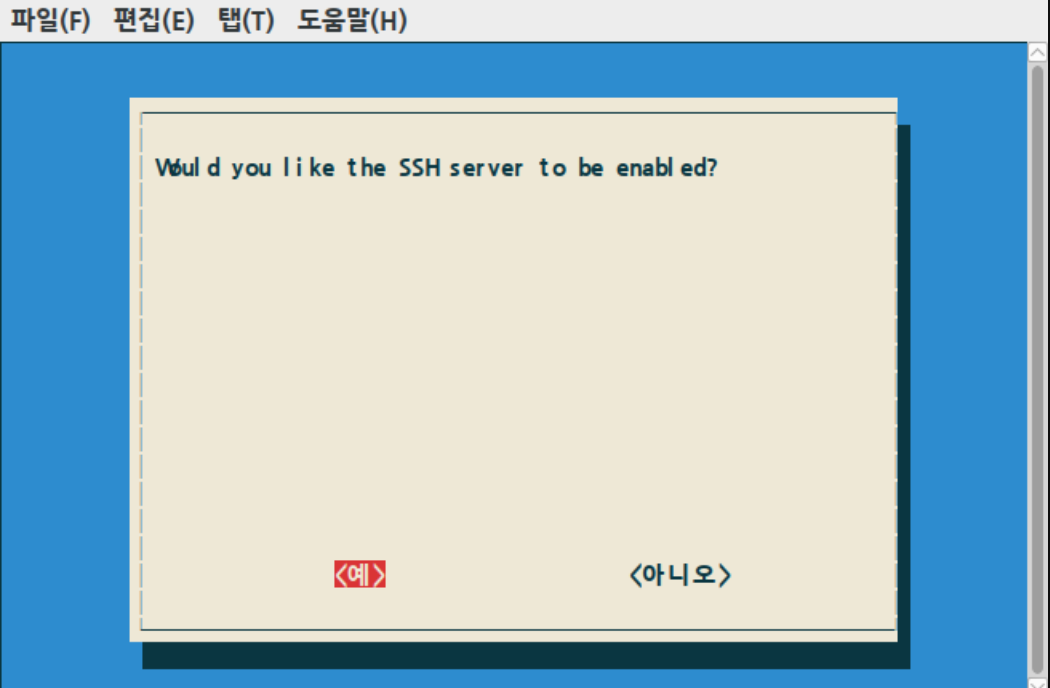 파일(F) 편집(E) 탭(T) 도움말(H)
Would you like the SSH server to be enabled?
<예> <아니오>